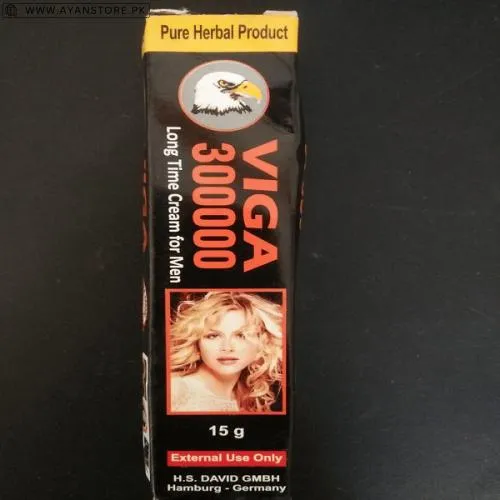 WWW.AYANSTORE.PK
Pure Herbal Product
VIGA
300000
Long Time Cream for Men
15 g
External Use Only
H.S. DAVID GMBH
Hamburg - Germany